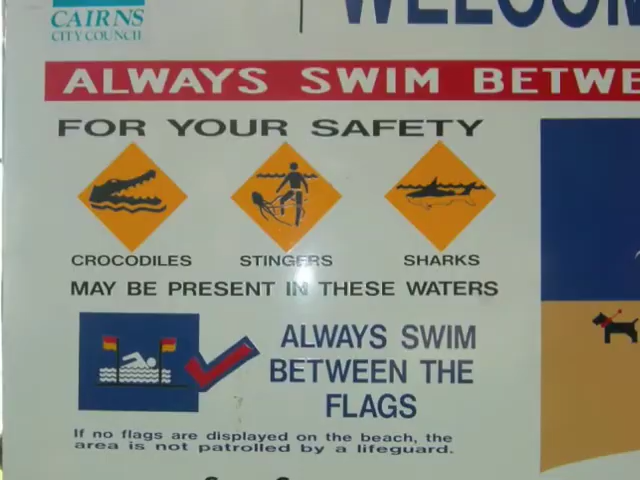 CAIRNS
CITY COUNCIL
WELCOM
ALWAYS SWIM BETWE
FOR YOUR SAFETY
CROCODILES STINGERS SHARKS
MAY BE PRESENT IN THESE WATERS
ALWAYS SWIM
BETWEEN THE
FLAGS
If no flags are displayed on the beach, the
area is not patrolled by a lifeguard.